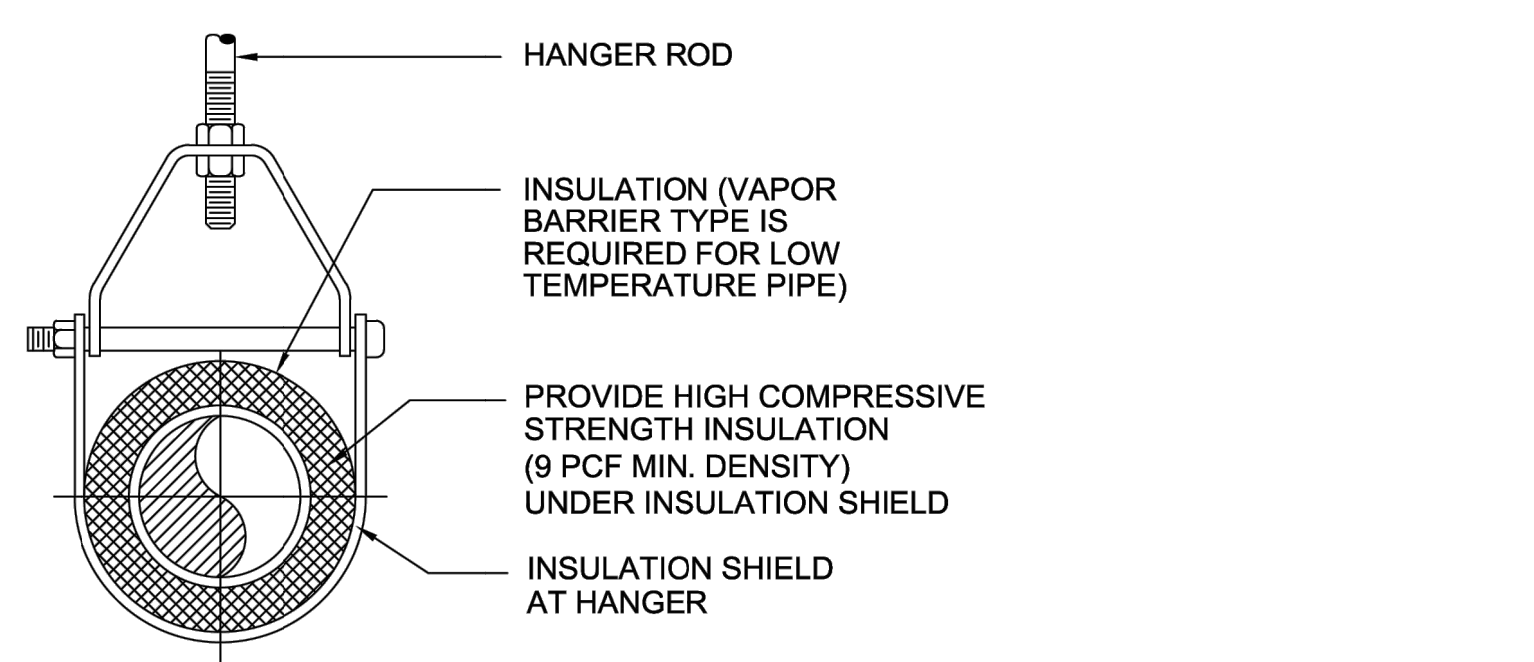 HANGER ROD
INSULATION (VAPOR
BARRIER TYPE IS
REQUIRED FOR LOW
TEMPERATURE PIPE)
PROVIDE HIGH COMPRESSIVE
STRENGTH INSULATION
(9 PCF MIN. DENSITY)
UNDER INSULATION SHIELD
INSULATION SHIELD
AT HANGER